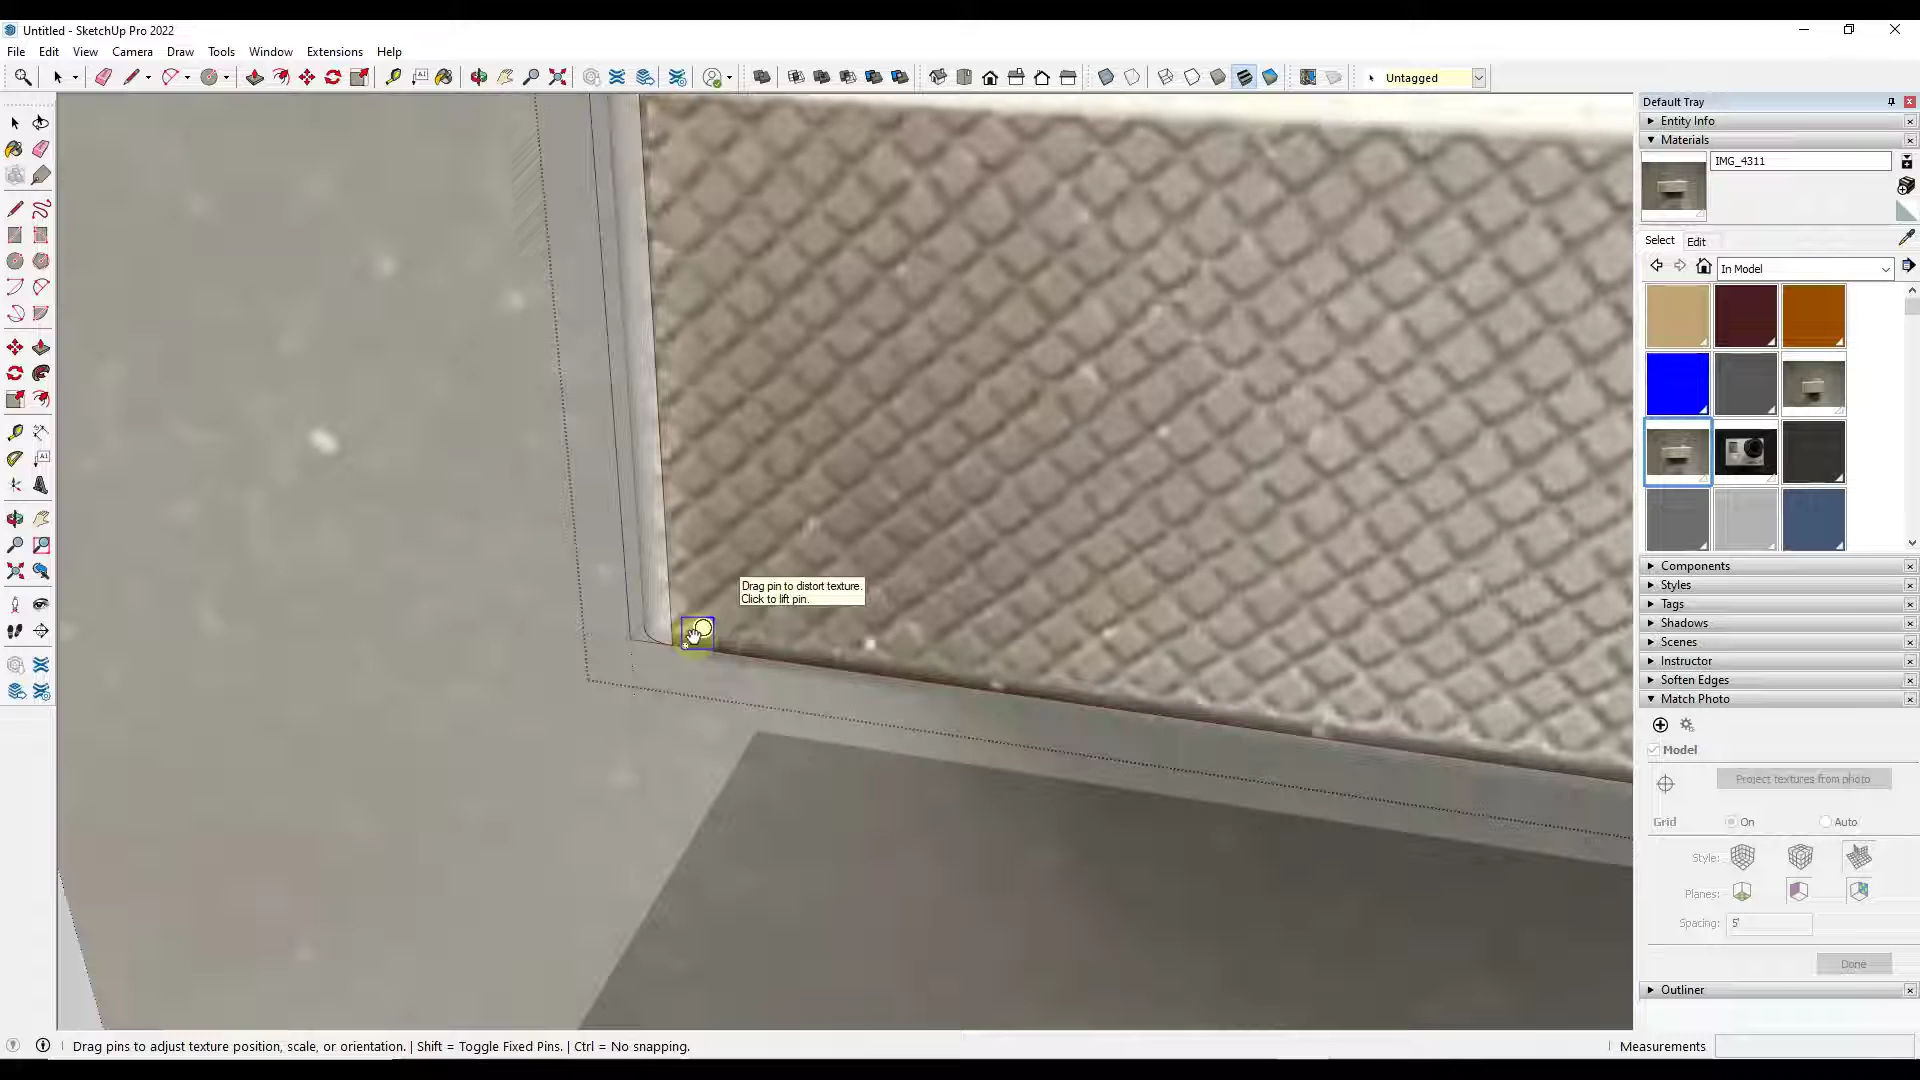 Untitled - SketchUp Pro 2022
File Edit View Camera Draw Tools Window Extensions Help
Untagged
Default Tray
Entity Info
Materials
IMG_4311
Select Edit
In Model
Drag pin to distort texture.
Click to lift pin.
Components
Styles
Tags
Shadows
Scenes
Instructor
Soften Edges
Match Photo
Model
Project textures from photo
Grid On Auto
Style:
Planes:
Spacing: 5'
Done
Outliner
Drag pins to adjust texture position, scale, or orientation. | Shift = Toggle Fixed Pins. | Ctrl = No snapping.
Measurements